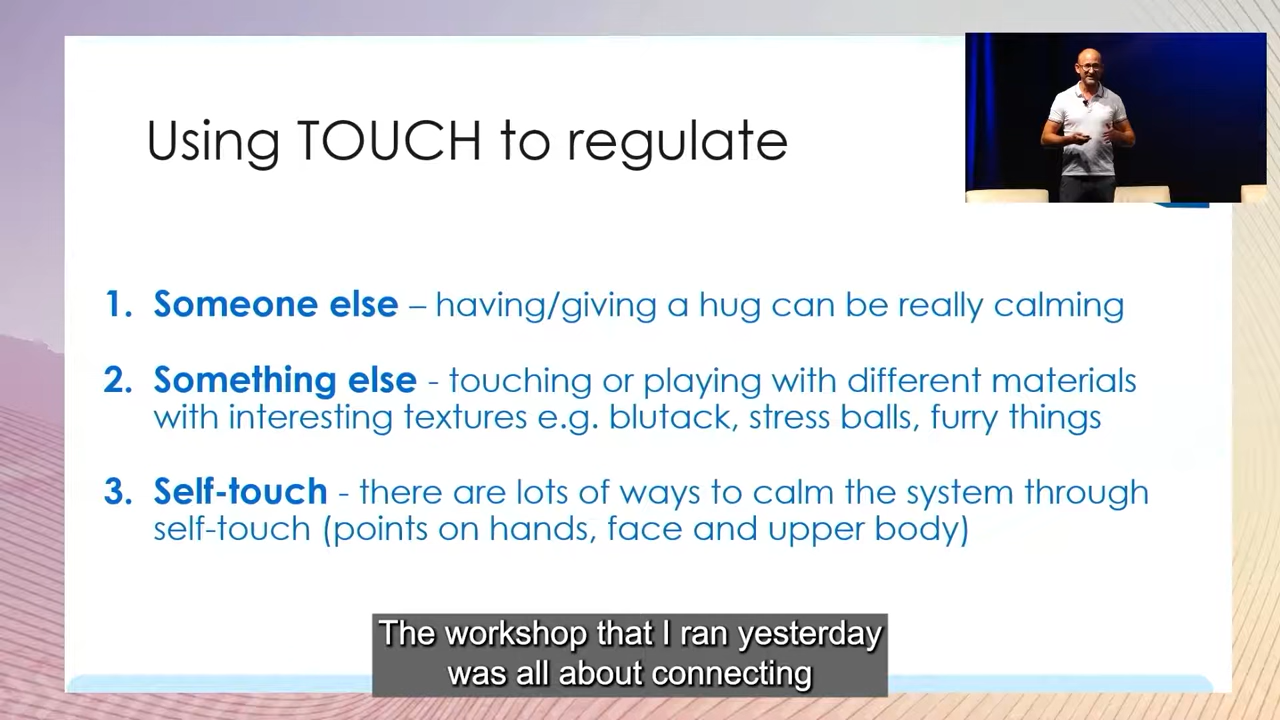 Using TOUCH to regulate
1. Someone else – having/giving a hug can be really calming
2. Something else - touching or playing with different materials
with interesting textures e.g. blutack, stress balls, furry things
3. Self-touch - there are lots of ways to calm the system through
self-touch (points on hands, face and upper body)
The workshop that I ran yesterday
was all about connecting